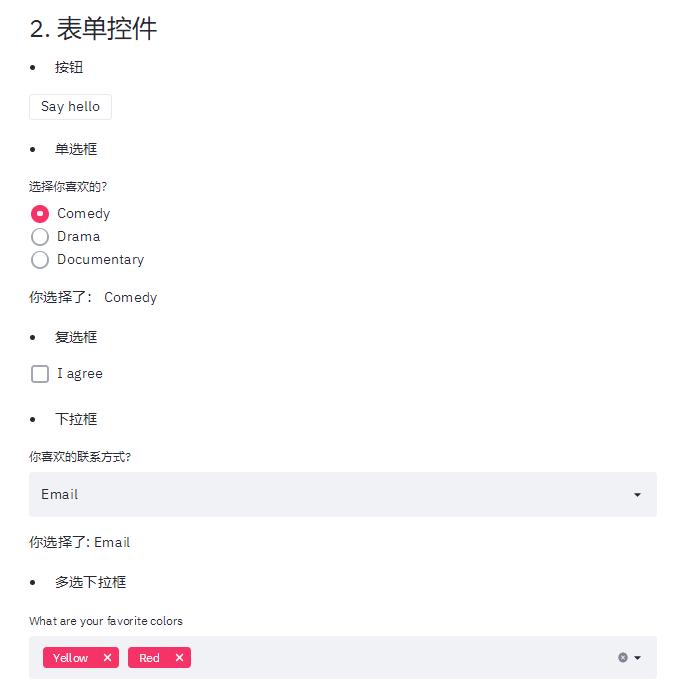 2. 表单控件
• 按钮
Say hello
• 单选框
选择你喜欢的?
Comedy
Drama
Documentary
你选择了： Comedy
• 复选框
I agree
• 下拉框
你喜欢的联系方式?
Email
你选择了: Email
• 多选下拉框
What are your favorite colors
Yellow × Red ×